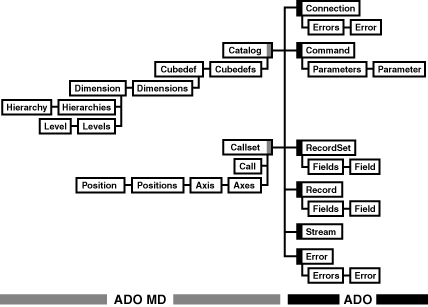 Connection
Errors Error
Catalog Command
Cubedef Cubedefs Parameters Parameter
Dimension Dimensions
Hierarchy Hierarchies
Level Levels
Callset RecordSet
Call Fields Field
Position Positions Axis Axes Record
Fields Field
Stream
Error
Errors Error
ADO MD ADO